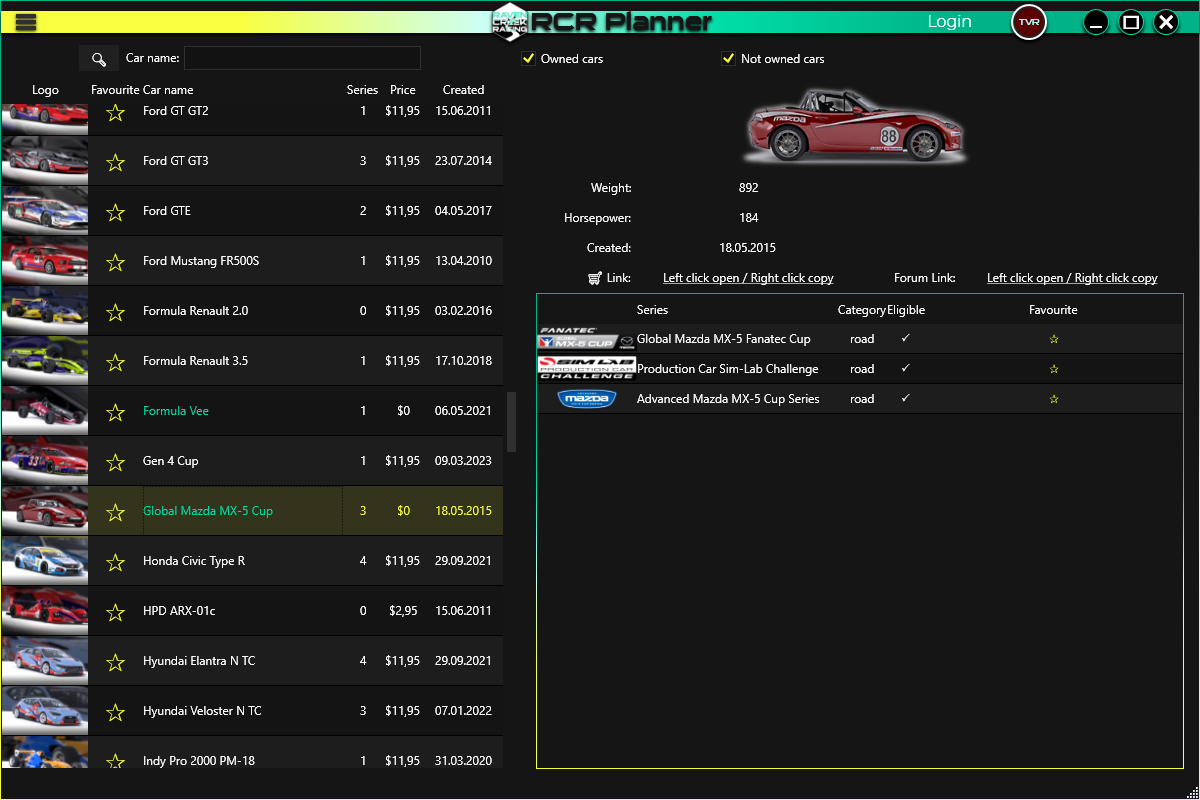 RAVEN CREEK RACING RCR Planner Login TVR
Car name: Owned cars Not owned cars
Logo Favourite Car name Series Price Created
Ford GT GT2 1 $11,95 15.06.2011
Ford GT GT3 3 $11,95 23.07.2014
Ford GTE 2 $11,95 04.05.2017
Ford Mustang FR500S 1 $11,95 13.04.2010
Formula Renault 2.0 0 $11,95 03.02.2016
Formula Renault 3.5 1 $11,95 17.10.2018
Formula Vee 1 $0 06.05.2021
Gen 4 Cup 1 $11,95 09.03.2023
Global Mazda MX-5 Cup 3 $0 18.05.2015
Honda Civic Type R 4 $11,95 29.09.2021
HPD ARX-01c 0 $2,95 15.06.2011
Hyundai Elantra N TC 4 $11,95 29.09.2021
Hyundai Veloster N TC 3 $11,95 07.01.2022
Indy Pro 2000 PM-18 1 $11,95 31.03.2020
mazda 88
Weight: 892
Horsepower: 184
Created: 18.05.2015
Link: Left click open / Right click copy Forum Link: Left click open / Right click copy
Series Category Eligible Favourite
FANATEC GLOBAL MX-5 CUP Global Mazda MX-5 Fanatec Cup road ✓
SIM LAB PRODUCTION CAR CHALLENGE Production Car Sim-Lab Challenge road ✓
mazda Advanced Mazda MX-5 Cup Series road ✓